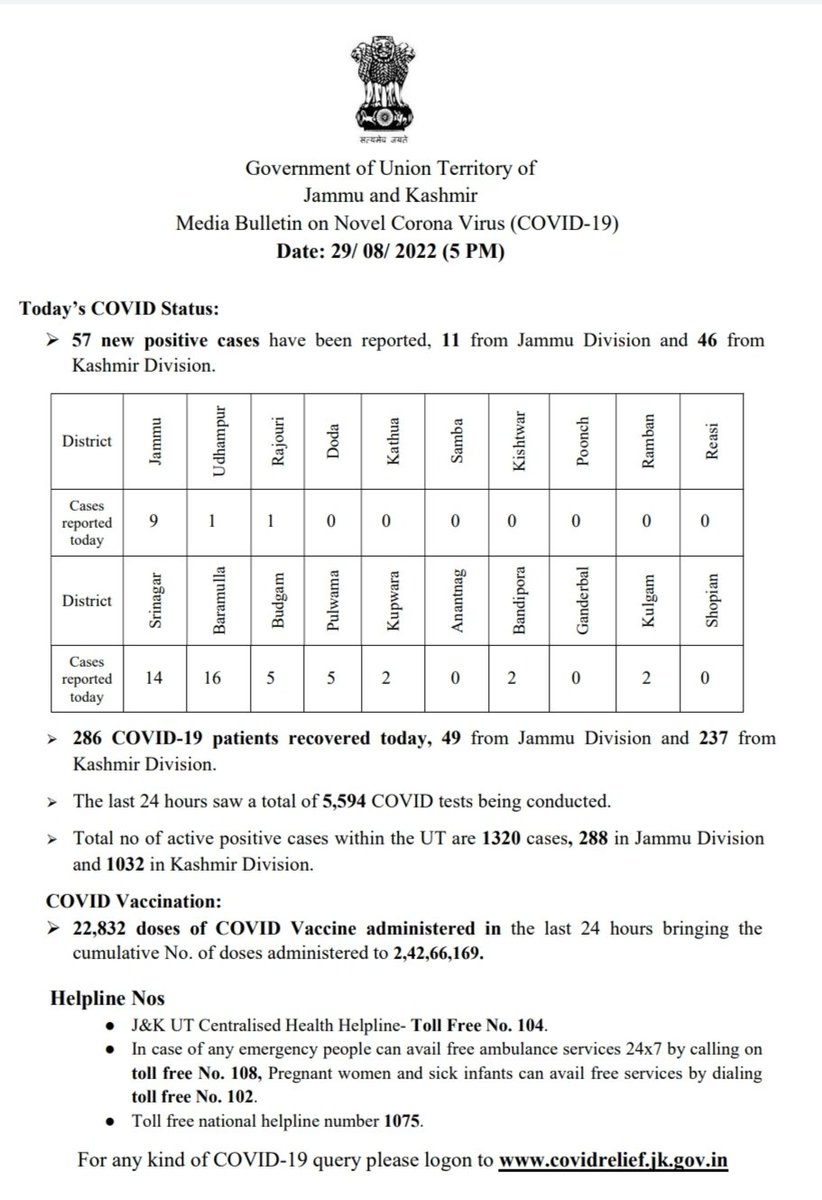 सत्यमेव जयते
Government of Union Territory of
Jammu and Kashmir
Media Bulletin on Novel Corona Virus (COVID-19)
Date: 29/ 08/ 2022 (5 PM)
Today’s COVID Status:
➢ 57 new positive cases have been reported, 11 from Jammu Division and 46 from
Kashmir Division.
District Jammu Udhampur Rajouri Doda Kathua Samba Kishtwar Poonch Ramban Reasi
Cases
reported
today 9 1 1 0 0 0 0 0 0 0
District Srinagar Baramulla Budgam Pulwama Kupwara Anantnag Bandipora Ganderbal Kulgam Shopian
Cases
reported
today 14 16 5 5 2 0 2 0 2 0
➢ 286 COVID-19 patients recovered today, 49 from Jammu Division and 237 from
Kashmir Division.
➢ The last 24 hours saw a total of 5,594 COVID tests being conducted.
➢ Total no of active positive cases within the UT are 1320 cases, 288 in Jammu Division
and 1032 in Kashmir Division.
COVID Vaccination:
➢ 22,832 doses of COVID Vaccine administered in the last 24 hours bringing the
cumulative No. of doses administered to 2,42,66,169.
Helpline Nos
● J&K UT Centralised Health Helpline- Toll Free No. 104.
● In case of any emergency people can avail free ambulance services 24x7 by calling on
toll free No. 108, Pregnant women and sick infants can avail free services by dialing
toll free No. 102.
● Toll free national helpline number 1075.
For any kind of COVID-19 query please logon to www.covidrelief.jk.gov.in